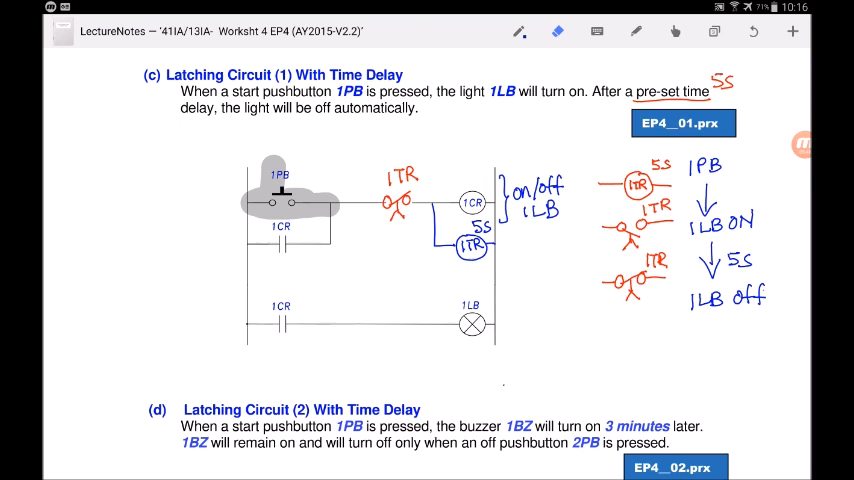 71% 10:16
LectureNotes — '41IA/13IA- Worksht 4 EP4 (AY2015-V2.2)'
(c) Latching Circuit (1) With Time Delay
When a start pushbutton 1PB is pressed, the light 1LB will turn on. After a pre-set time 5S
delay, the light will be off automatically.
EP4__01.prx
1PB
1TR
1CR
on/off
1LB
1CR
5S
1TR
1CR
1LB
5S
1TR
1PB
1TR
1LB ON
5S
1TR
1LB off
(d) Latching Circuit (2) With Time Delay
When a start pushbutton 1PB is pressed, the buzzer 1BZ will turn on 3 minutes later.
1BZ will remain on and will turn off only when an off pushbutton 2PB is pressed.
EP4__02.prx